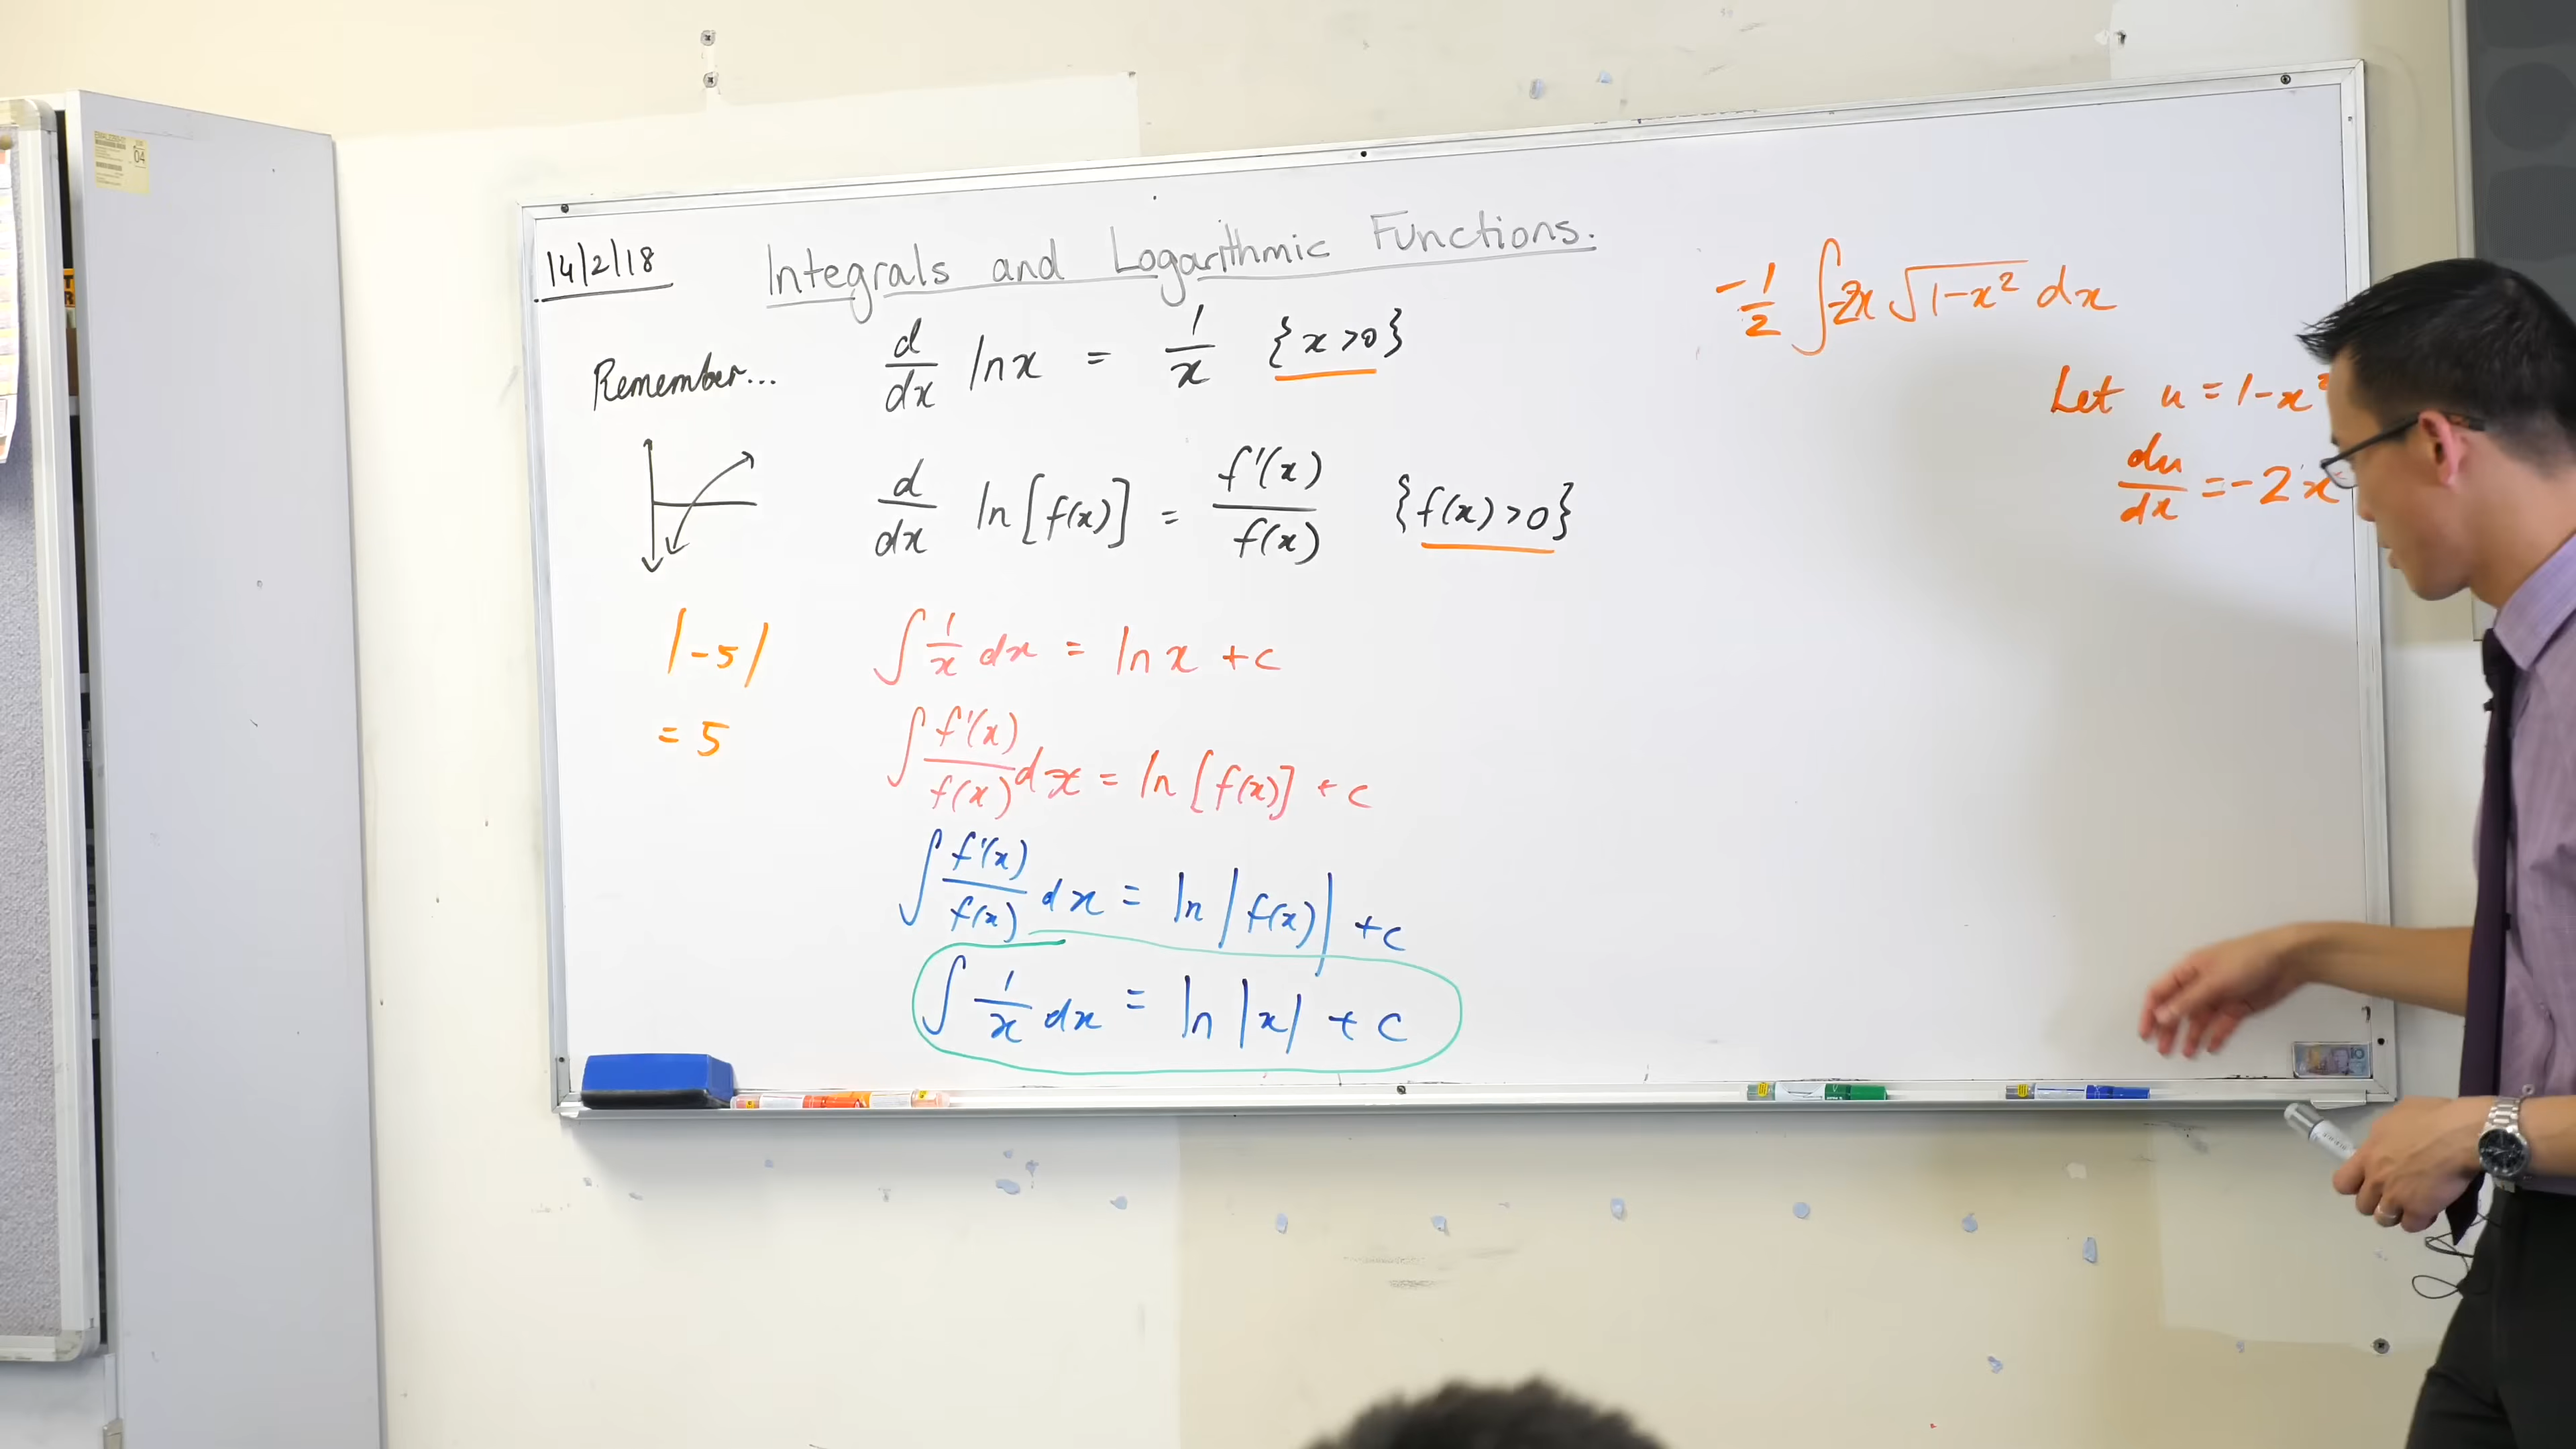 14/2/18
Integrals and Logarithmic Functions.
Remember... d/dx ln x = 1/x {x>0}
d/dx ln[f(x)] = f'(x)/f(x) {f(x)>0}
|-5|
= 5
∫ 1/x dx = ln x + c
∫ f'(x)/f(x) dx = ln[f(x)] + c
∫ f'(x)/f(x) dx = ln|f(x)| + c
∫ 1/x dx = ln|x| + c
-1/2 ∫ -2x √(1-x²) dx
Let u = 1-x²
du/dx = -2x
04
10